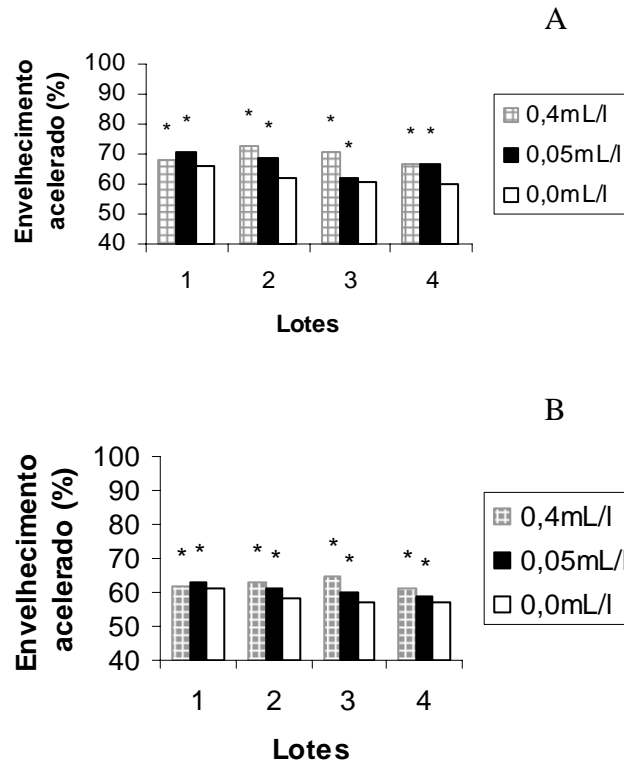 A
Envelhecimento
acelerado (%)
100
90
80
70
60
50
40
* * * * * * * *
1 2 3 4
Lotes
0,4mL/l
0,05mL/l
0,0mL/l
B
Envelhecimento
acelerado (%)
100
90
80
70
60
50
40
* * * * * * * *
1 2 3 4
Lotes
0,4mL/l
0,05mL/l
0,0mL/l